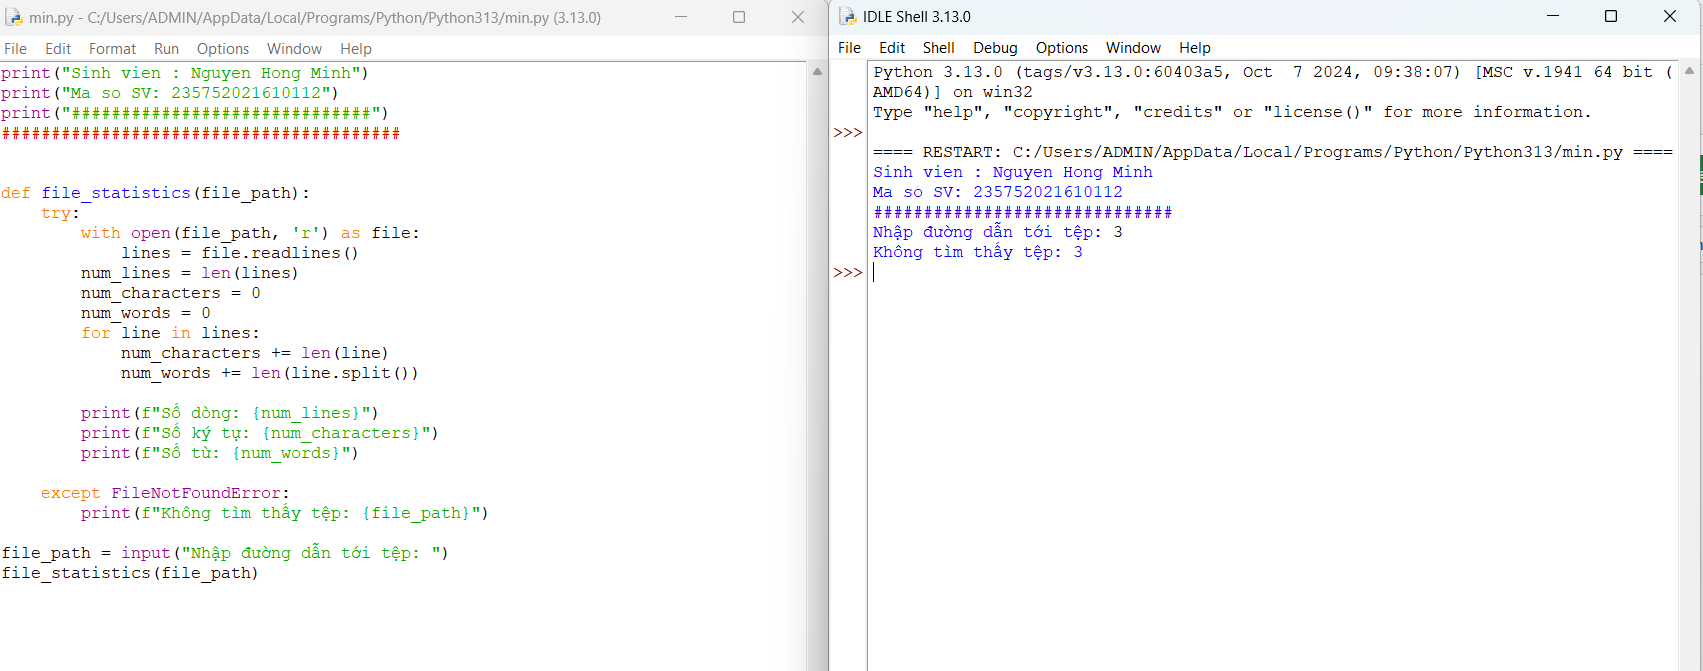 min.py - C:/Users/ADMIN/AppData/Local/Programs/Python/Python313/min.py (3.13.0)
File Edit Format Run Options Window Help
print("Sinh vien : Nguyen Hong Minh")
print("Ma so SV: 235752021610112")
print("##############################")
########################################
def file_statistics(file_path):
    try:
        with open(file_path, 'r') as file:
            lines = file.readlines()
        num_lines = len(lines)
        num_characters = 0
        num_words = 0
        for line in lines:
            num_characters += len(line)
            num_words += len(line.split())
        print(f"Số dòng: {num_lines}")
        print(f"Số ký tự: {num_characters}")
        print(f"Số từ: {num_words}")
    except FileNotFoundError:
        print(f"Không tìm thấy tệp: {file_path}")
file_path = input("Nhập đường dẫn tới tệp: ")
file_statistics(file_path)
IDLE Shell 3.13.0
File Edit Shell Debug Options Window Help
Python 3.13.0 (tags/v3.13.0:60403a5, Oct  7 2024, 09:38:07) [MSC v.1941 64 bit (
AMD64)] on win32
Type "help", "copyright", "credits" or "license()" for more information.
>>>
==== RESTART: C:/Users/ADMIN/AppData/Local/Programs/Python/Python313/min.py ====
Sinh vien : Nguyen Hong Minh
Ma so SV: 235752021610112
##############################
Nhập đường dẫn tới tệp: 3
Không tìm thấy tệp: 3
>>>